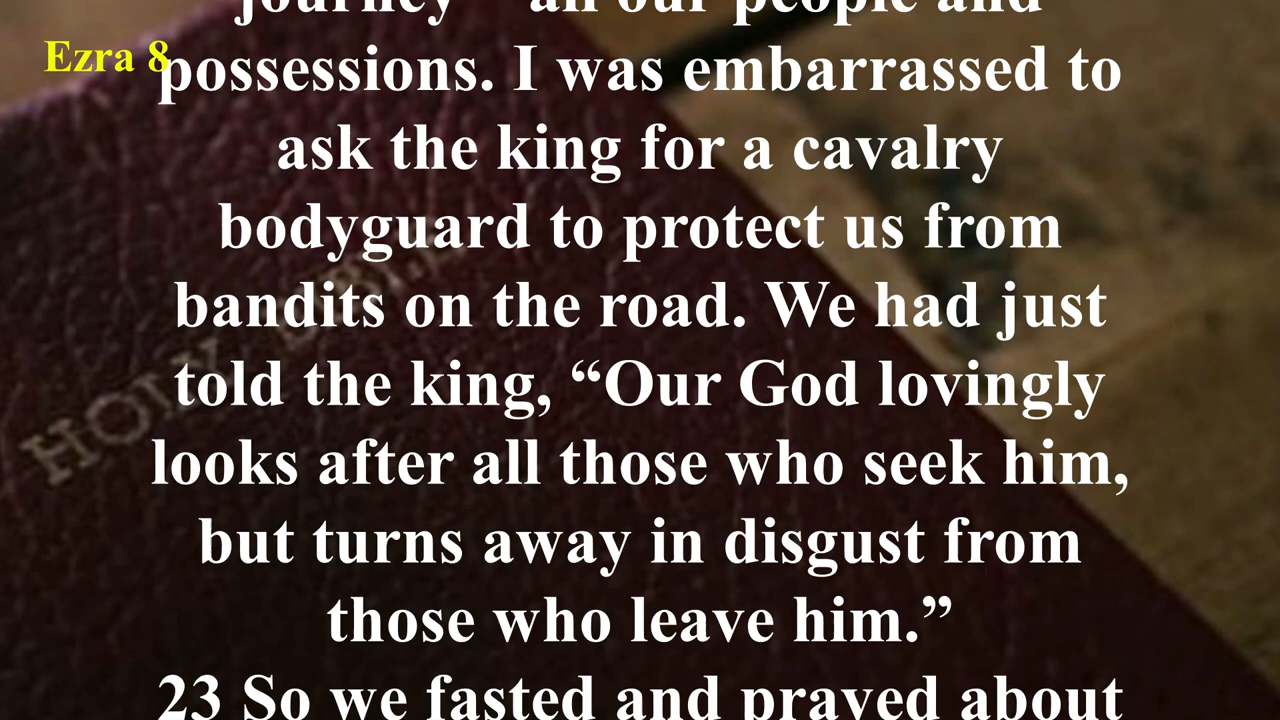 journey all our people and
Ezra 8
possessions. I was embarrassed to
ask the king for a cavalry
bodyguard to protect us from
bandits on the road. We had just
told the king, “Our God lovingly
looks after all those who seek him,
but turns away in disgust from
those who leave him.”
23 So we fasted and prayed about
HOLY BIBLE